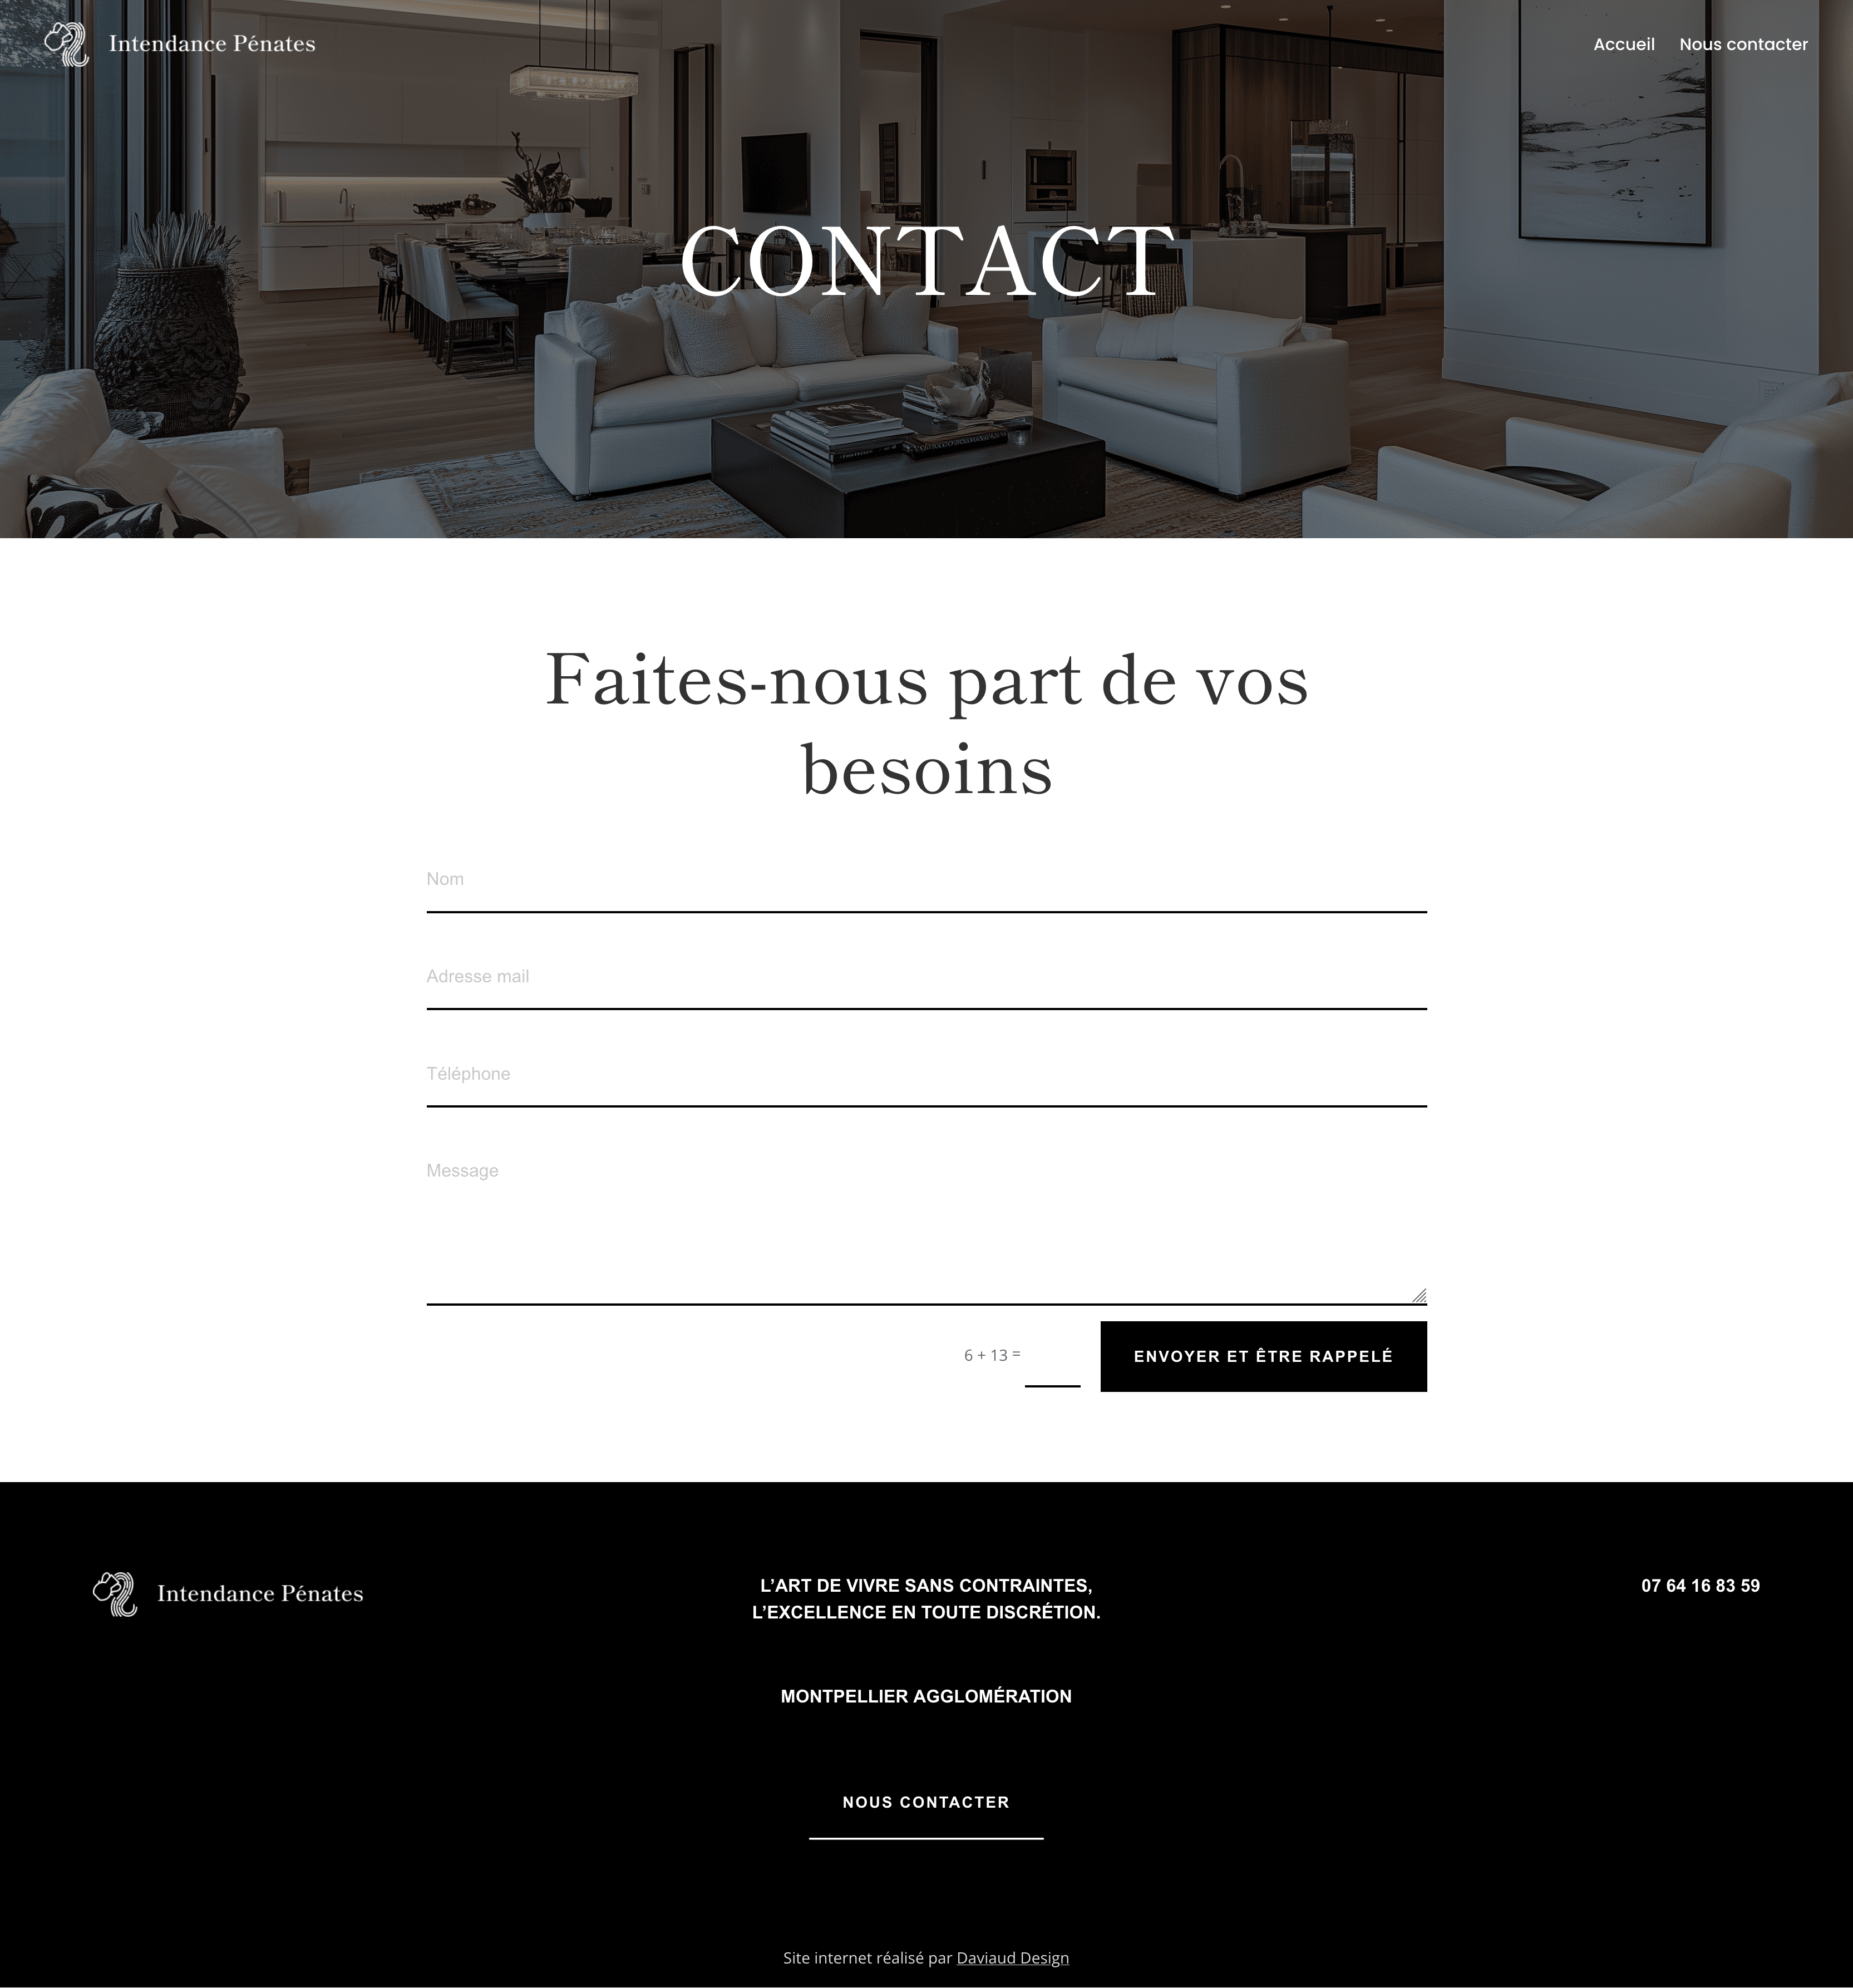 Intendance Pénates
Accueil Nous contacter
CONTACT
Faites-nous part de vos
besoins
Nom
Adresse mail
Téléphone
Message
6 + 13 =
ENVOYER ET ÊTRE RAPPELÉ
Intendance Pénates
L’ART DE VIVRE SANS CONTRAINTES,
L’EXCELLENCE EN TOUTE DISCRÉTION.
MONTPELLIER AGGLOMÉRATION
NOUS CONTACTER
07 64 16 83 59
Site internet réalisé par Daviaud Design